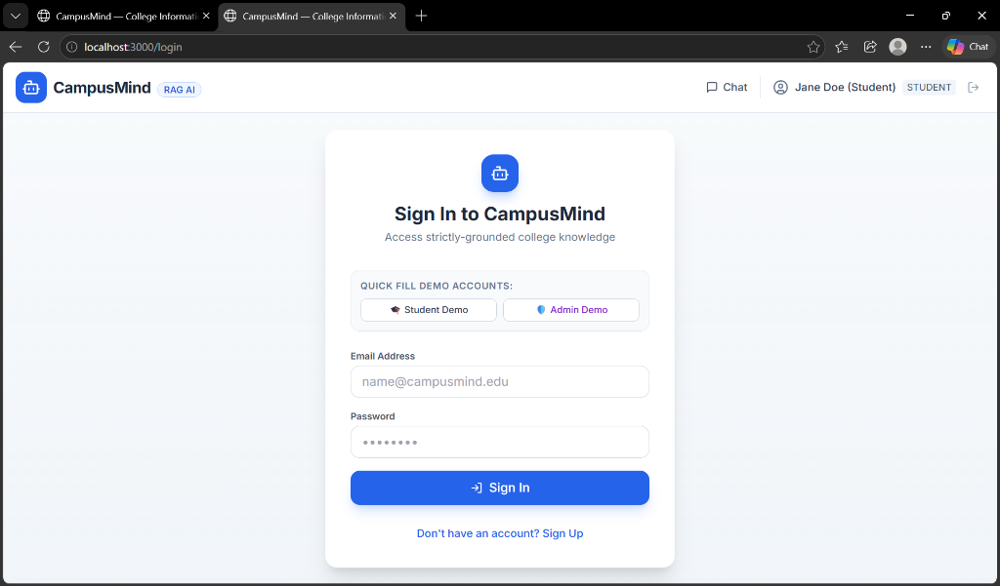 CampusMind — College Informati
CampusMind — College Informati
localhost:3000/login
Chat
CampusMind RAG AI
Chat
Jane Doe (Student) STUDENT
Sign In to CampusMind
Access strictly-grounded college knowledge
QUICK FILL DEMO ACCOUNTS:
Student Demo
Admin Demo
Email Address
name@campusmind.edu
Password
••••••••
Sign In
Don't have an account? Sign Up